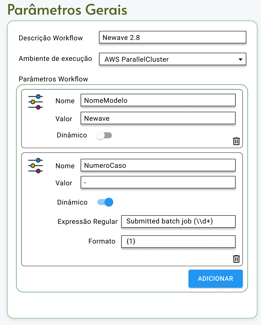 Parâmetros Gerais
Descrição Workflow Newave 2.8
Ambiente de execução AWS ParallelCluster
Parâmetros Workflow
Nome NomeModelo
Valor Newave
Dinâmico
Nome NumeroCaso
Valor -
Dinâmico
Expressão Regular Submitted batch job (\\d+)
Formato {1}
ADICIONAR